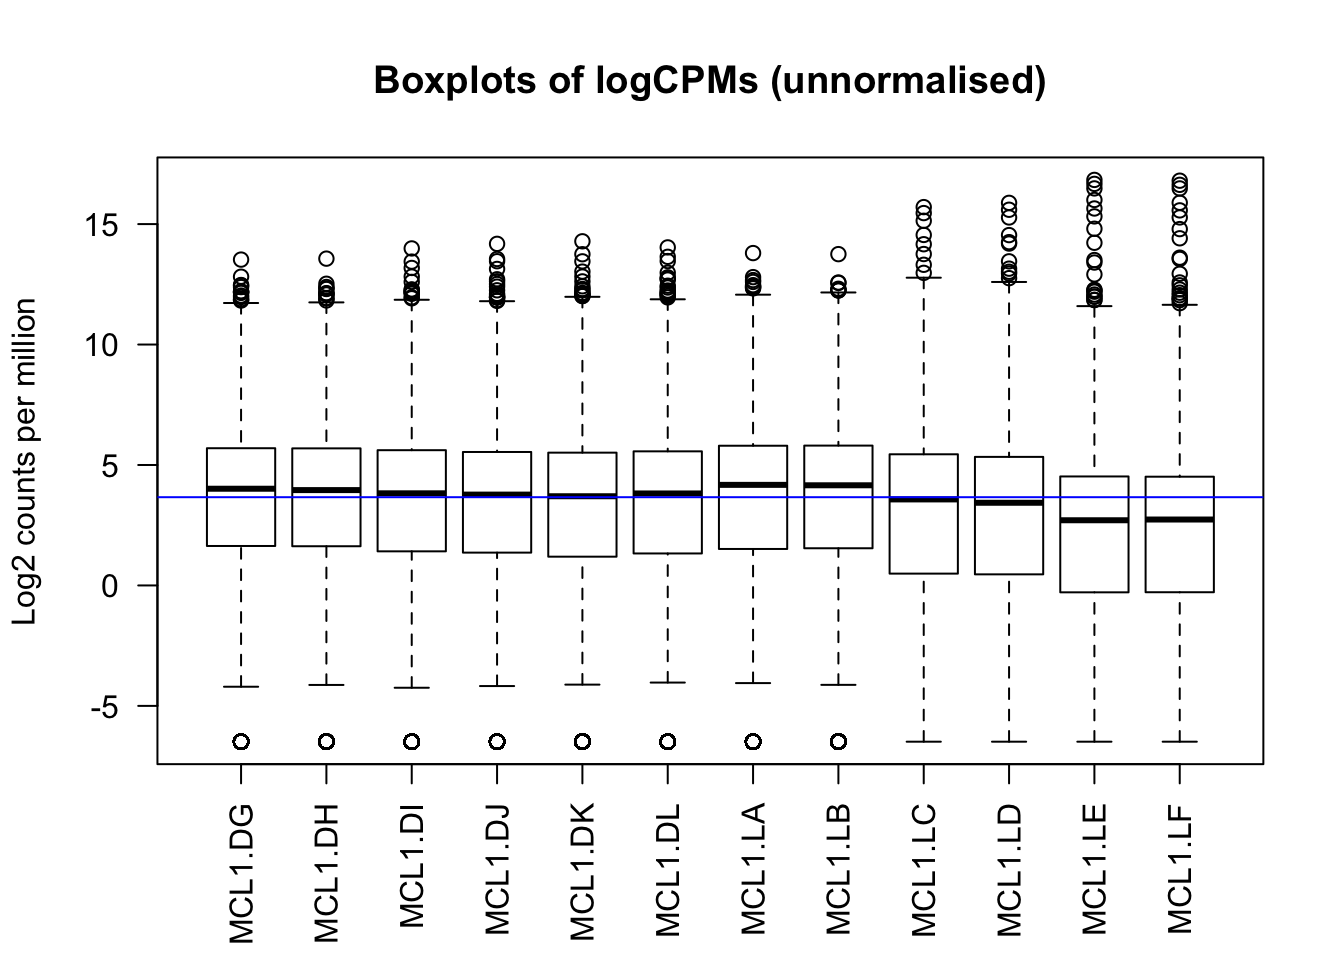 Boxplots of logCPMs (unnormalised)
Log2 counts per million
15
10
5
0
-5
MCL1.DG
MCL1.DH
MCL1.DI
MCL1.DJ
MCL1.DK
MCL1.DL
MCL1.LA
MCL1.LB
MCL1.LC
MCL1.LD
MCL1.LE
MCL1.LF